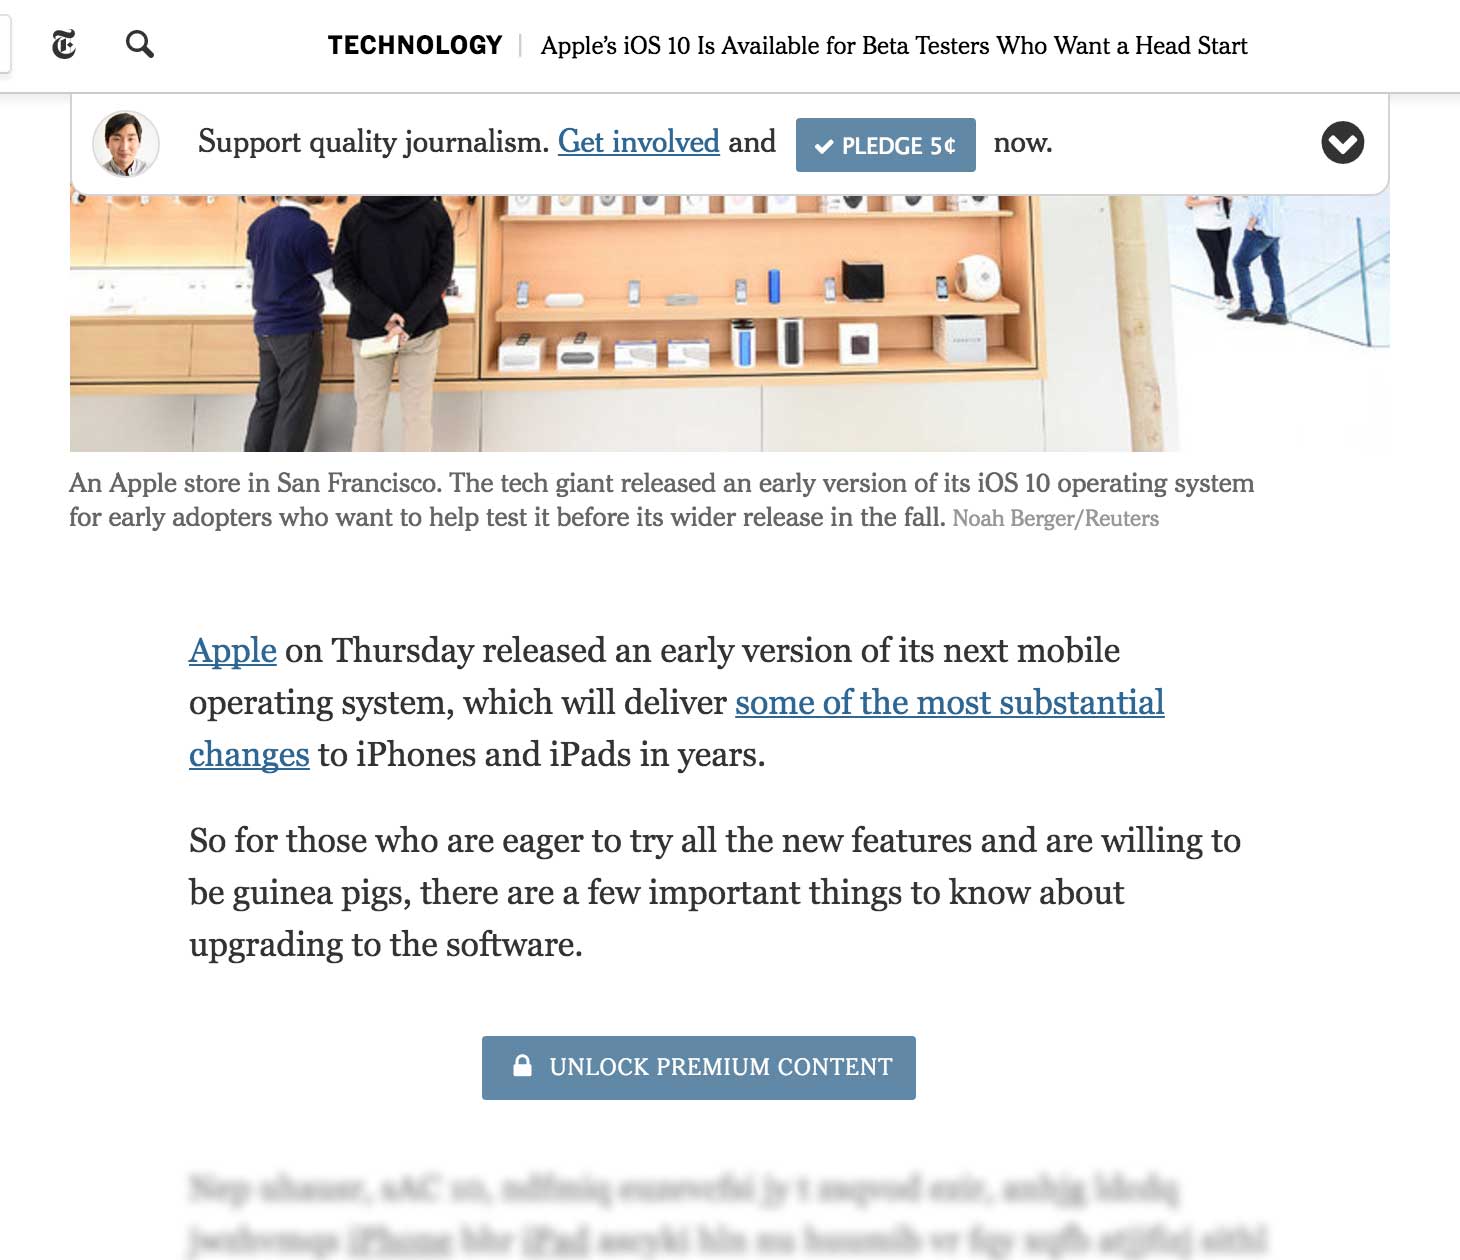 TECHNOLOGY | Apple’s iOS 10 Is Available for Beta Testers Who Want a Head Start
Support quality journalism. Get involved and PLEDGE 5¢ now.
An Apple store in San Francisco. The tech giant released an early version of its iOS 10 operating system
for early adopters who want to help test it before its wider release in the fall. Noah Berger/Reuters
Apple on Thursday released an early version of its next mobile
operating system, which will deliver some of the most substantial
changes to iPhones and iPads in years.
So for those who are eager to try all the new features and are willing to
be guinea pigs, there are a few important things to know about
upgrading to the software.
UNLOCK PREMIUM CONTENT